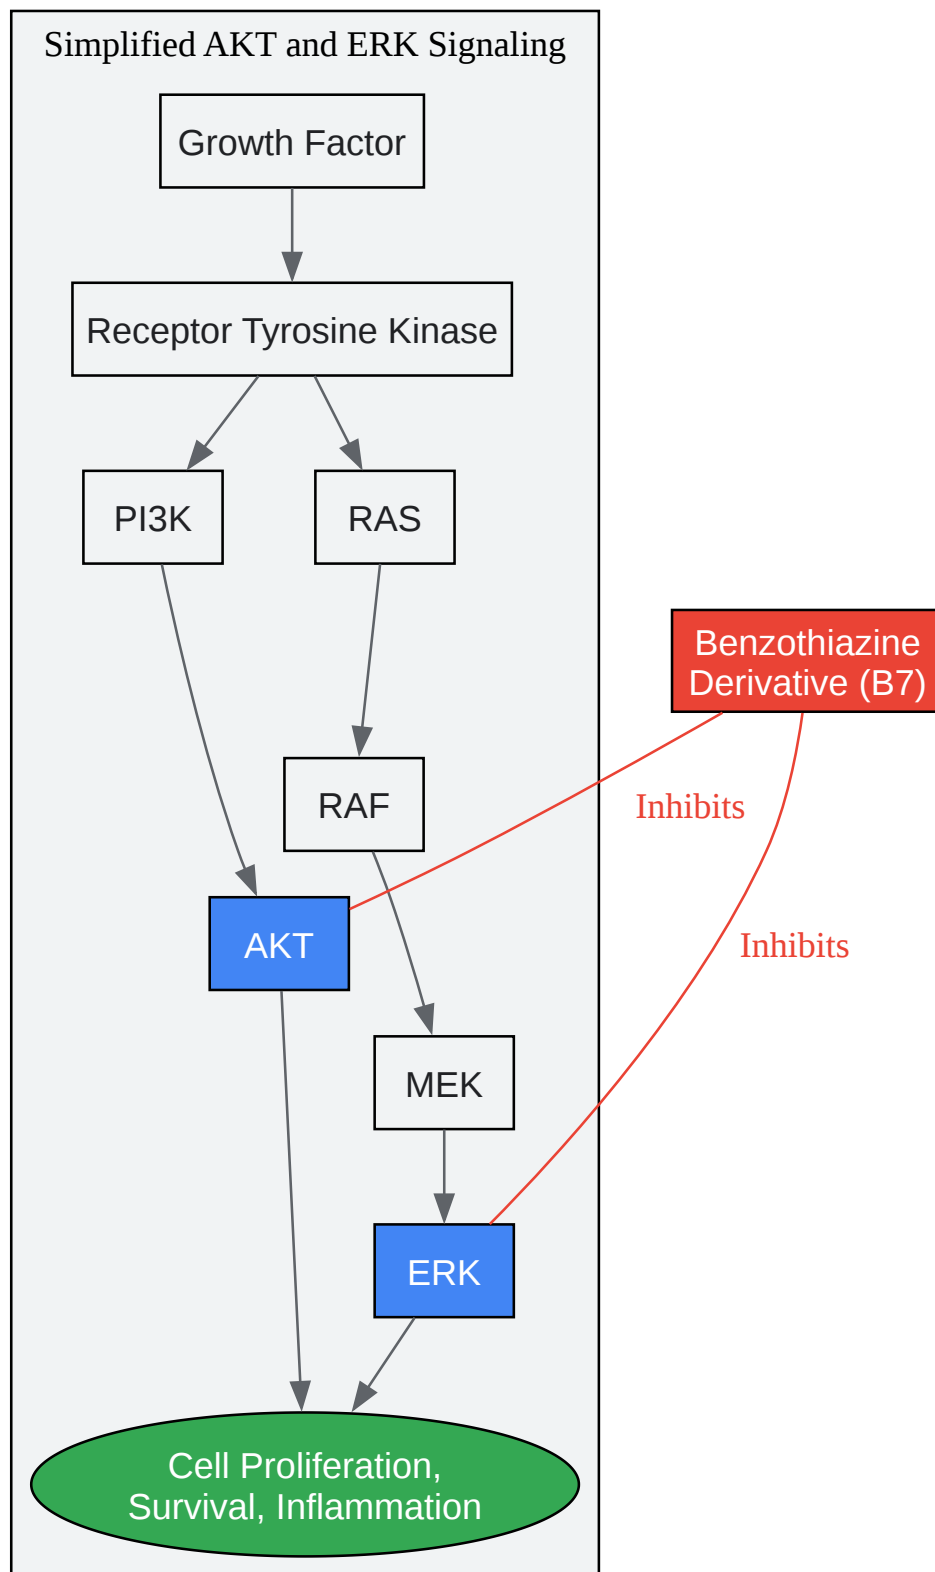 Simplified AKT and ERK Signaling
Growth Factor
Receptor Tyrosine Kinase
PI3K
RAS
Benzothiazine
Derivative (B7)
RAF
Inhibits
AKT
Inhibits
MEK
ERK
Cell Proliferation,
Survival, Inflammation